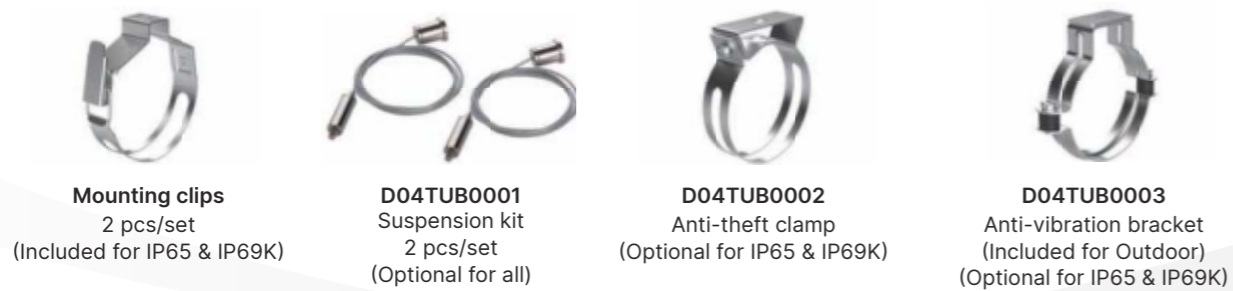 Mounting clips
2 pcs/set
(Included for IP65 & IP69K)
D04TUB0001
Suspension kit
2 pcs/set
(Optional for all)
D04TUB0002
Anti-theft clamp
(Optional for IP65 & IP69K)
D04TUB0003
Anti-vibration bracket
(Included for Outdoor)
(Optional for IP65 & IP69K)